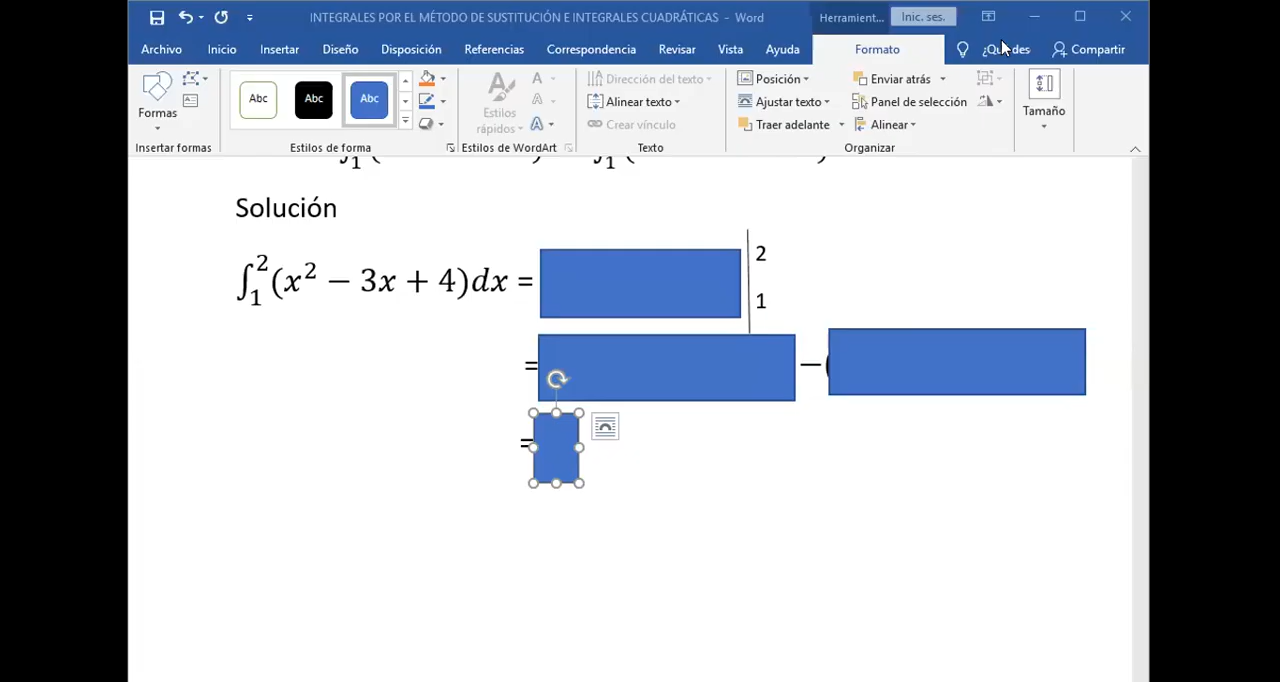 INTEGRALES POR EL MÉTODO DE SUSTITUCIÓN E INTEGRALES CUADRÁTICAS - Word
Herrament...
Inic. ses.
Archivo Inicio Insertar Diseño Disposición Referencias Correspondencia Revisar Vista Ayuda Formato Compartir
Formas
Abc Abc Abc
Estilos rápidos
A
A
A
Dirección del texto
Alinear texto
Crear vínculo
Posición
Ajustar texto
Traer adelante
Enviar atrás
Panel de selección
Alinear
Tamaño
Insertar formas
Estilos de forma
Estilos de WordArt
Texto
Organizar
Solución
∫₁²(x² − 3x + 4)dx =
2
1
=
− (
=